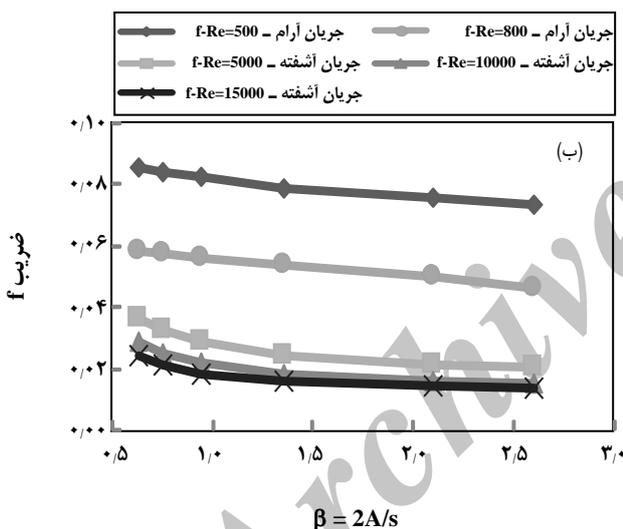 f-Re=500 ـ جریان آرام
f-Re=800 ـ جریان آرام
f-Re=5000 ـ جریان آشفته
f-Re=10000 ـ جریان آشفته
f-Re=15000 ـ جریان آشفته
(ب)
ضریب f
۰٫۱۰
۰٫۰۸
۰٫۰۶
۰٫۰۴
۰٫۰۲
۰٫۰۰
۰٫۵ ۱٫۰ ۱٫۵ ۲٫۰ ۲٫۵ ۳٫۰
β = 2A/s
Archive